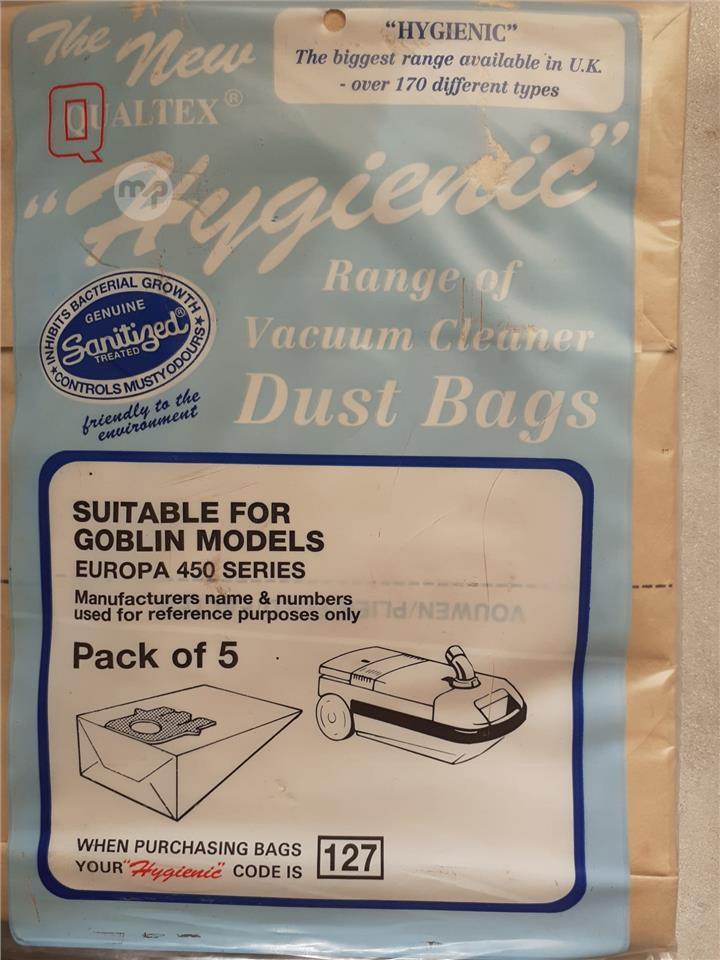 The New
QUALTEX®
"HYGIENIC"
The biggest range available in U.K.
- over 170 different types
mp
"Hygienic"
Range of
Vacuum Cleaner
Dust Bags
INHIBITS BACTERIAL GROWTH
GENUINE
Sanitized®
TREATED
*CONTROLS MUSTY ODOURS*
friendly to the
environment
SUITABLE FOR
GOBLIN MODELS
EUROPA 450 SERIES
Manufacturers name & numbers
used for reference purposes only
VOUWEN/PLIE
Pack of 5
WHEN PURCHASING BAGS
YOUR "Hygienic" CODE IS 127